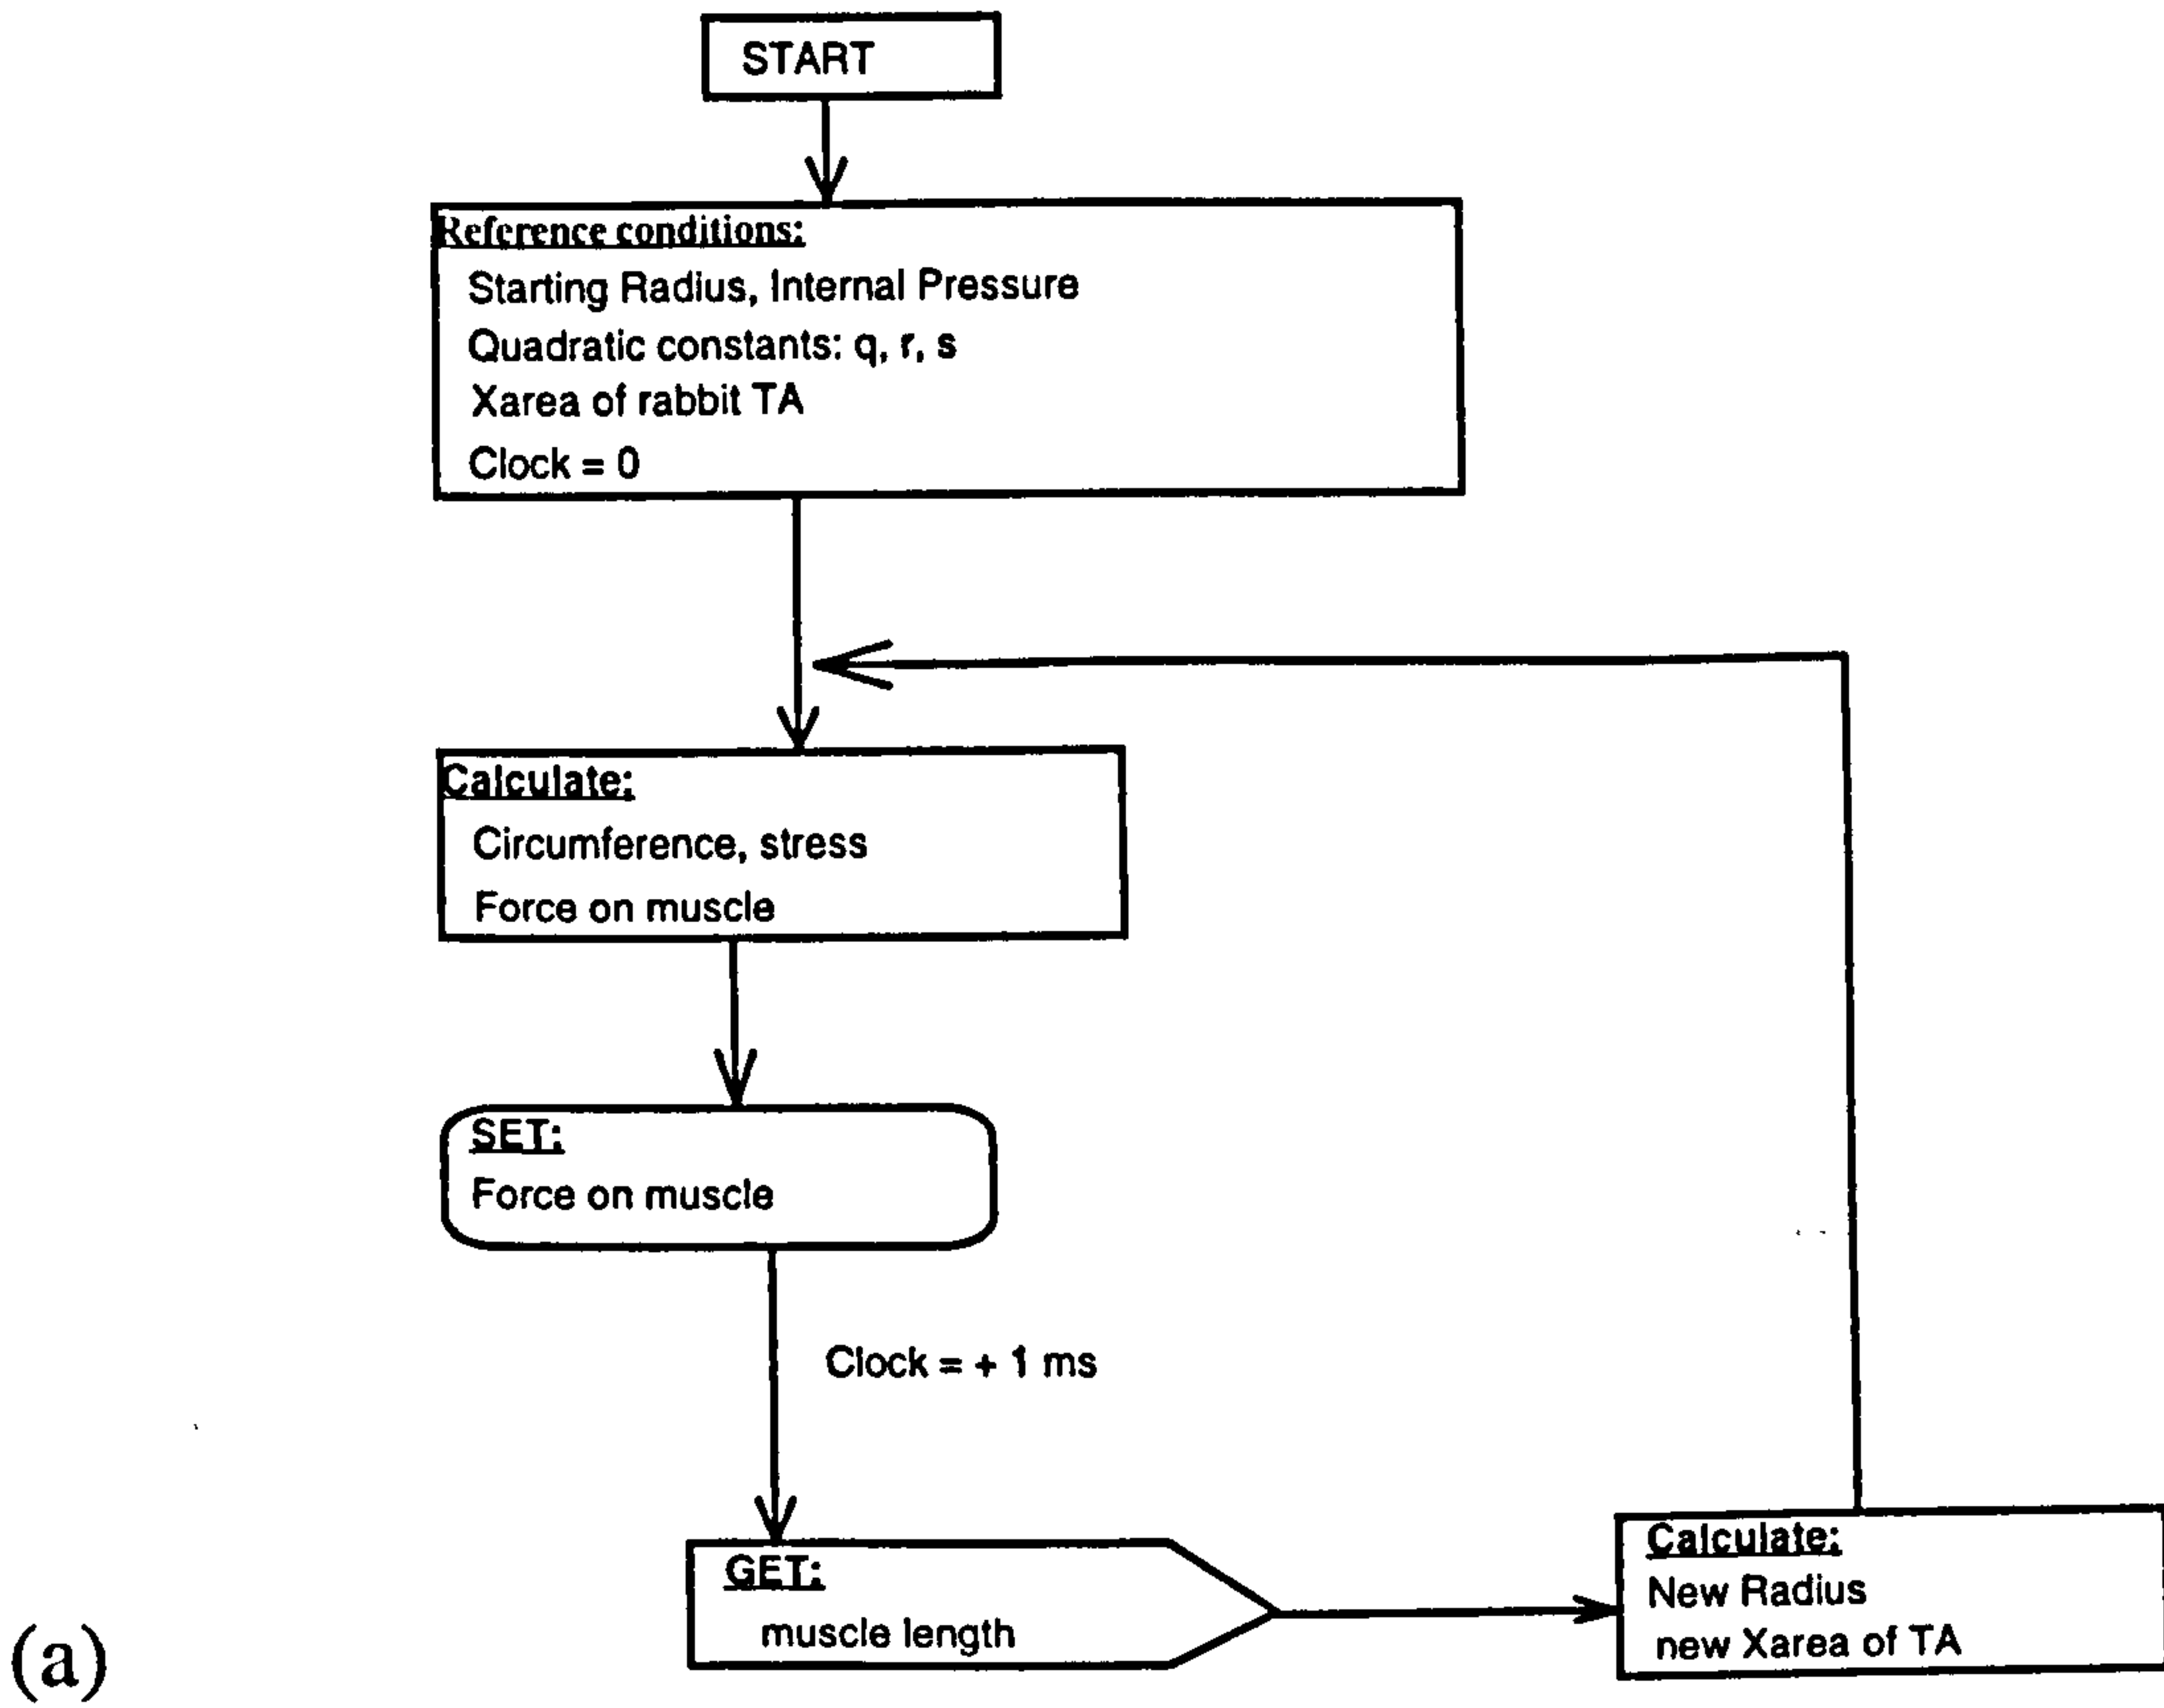 START
Reference conditions:
Starting Radius, Internal Pressure
Quadratic constants: q, r, s
Xarea of rabbit TA
Clock = 0
Calculate:
Circumference, stress
Force on muscle
SET:
Force on muscle
Clock = + 1 ms
GET:
muscle length
Calculate:
New Radius
new Xarea of TA
(a)